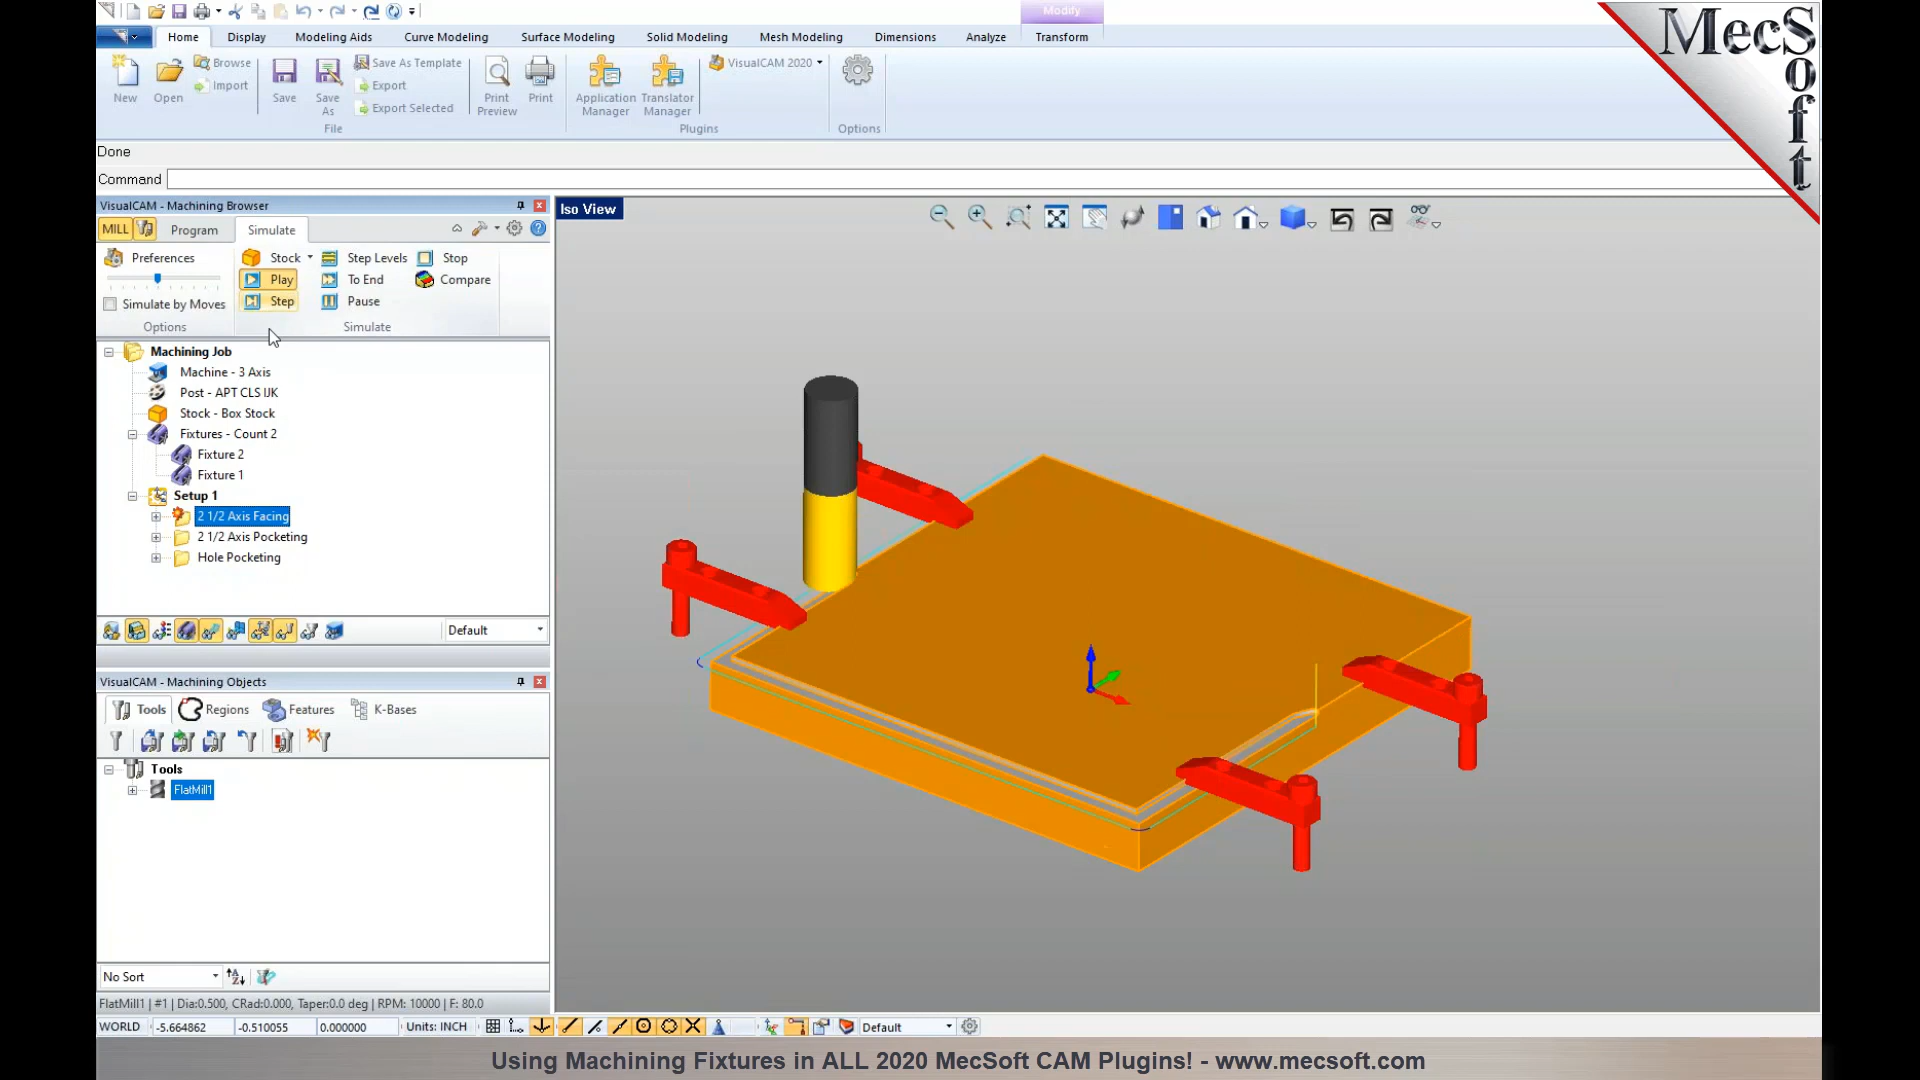 Modify
Home Display Modeling Aids Curve Modeling Surface Modeling Solid Modeling Mesh Modeling Dimensions Analyze Transform
New Open Browse Import Save Save As Save As Template Export Export Selected Print Preview Print Application Manager Translator Manager VisualCAM 2020
File Plugins Options
MecSoft
Done
Command
VisualCAM - Machining Browser
MILL Program Simulate
Preferences Stock Step Levels Stop
Play To End Compare
Simulate by Moves Step Pause
Options Simulate
Machining Job
Machine - 3 Axis
Post - APT CLS IJK
Stock - Box Stock
Fixtures - Count 2
Fixture 2
Fixture 1
Setup 1
2 1/2 Axis Facing
2 1/2 Axis Pocketing
Hole Pocketing
Default
VisualCAM - Machining Objects
Tools Regions Features K-Bases
Tools
FlatMill1
No Sort
FlatMill1 | #1 | Dia:0.500, CRad:0.000, Taper:0.0 deg | RPM: 10000 | F: 80.0
Iso View
WORLD -5.664862 -0.510055 0.000000 Units: INCH Default
Using Machining Fixtures in ALL 2020 MecSoft CAM Plugins! - www.mecsoft.com